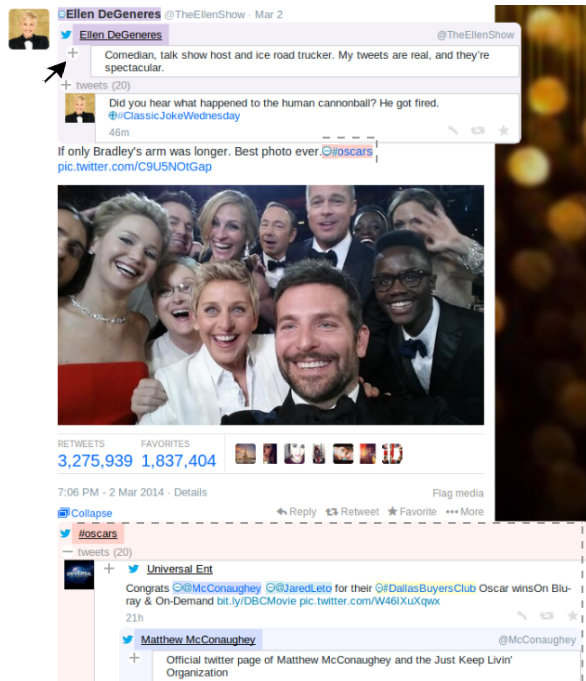 Ellen DeGeneres @TheEllenShow · Mar 2
Ellen DeGeneres @TheEllenShow
Comedian, talk show host and ice road trucker. My tweets are real, and they're
spectacular.
tweets (20)
Did you hear what happened to the human cannonball? He got fired.
#ClassicJokeWednesday
46m
If only Bradley's arm was longer. Best photo ever. #oscars
pic.twitter.com/C9U5NOtGap
RETWEETS FAVORITES
3,275,939 1,837,404
1D
7:06 PM - 2 Mar 2014 · Details Flag media
Collapse Reply Retweet Favorite More
#oscars
tweets (20)
Universal Ent
Congrats @McConaughey @JaredLeto for their #DallasBuyersClub Oscar winsOn Blu-
ray & On-Demand bit.ly/DBCMovie pic.twitter.com/W46IXuXqwx
21h
Matthew McConaughey @McConaughey
Official twitter page of Matthew McConaughey and the Just Keep Livin'
Organization